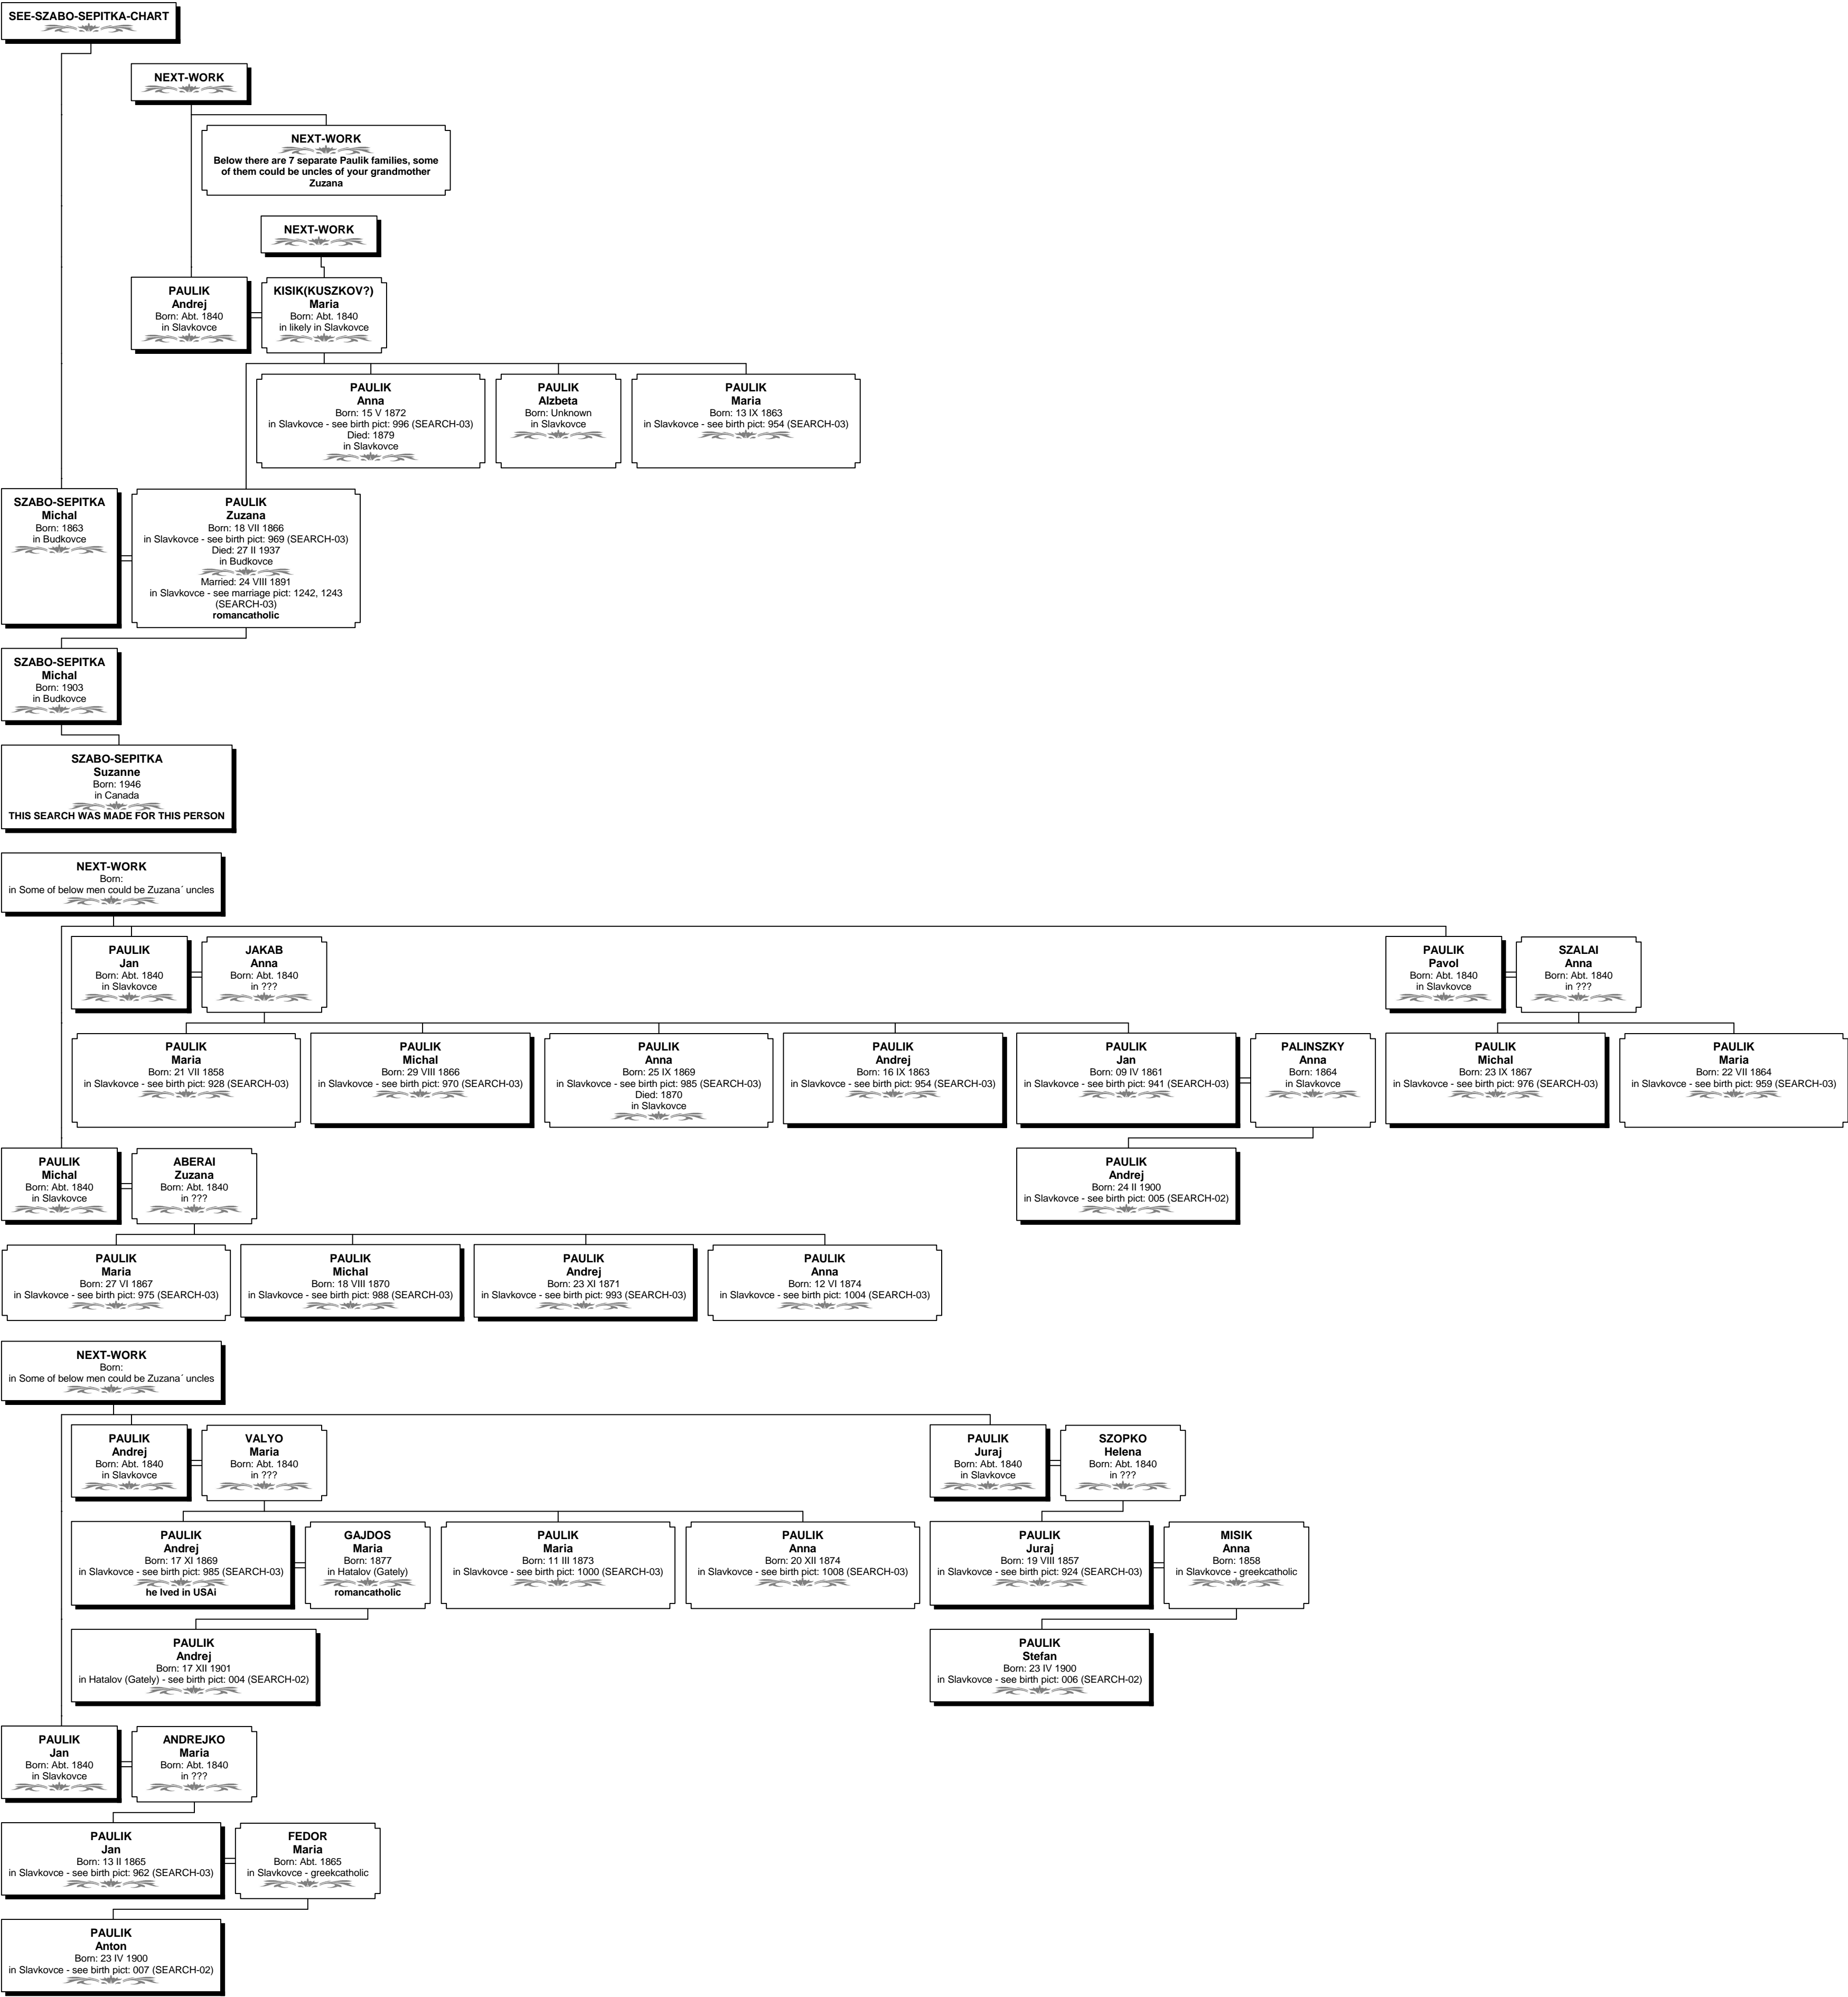 SEE-SZABO-SEPITKA-CHART
NEXT-WORK
NEXT-WORK
Below there are 7 separate Paulik families, some
of them could be uncles of your grandmother
Zuzana
NEXT-WORK
PAULIK
Andrej
Born: Abt. 1840
in Slavkovce
KISIK(KUSZKOV?)
Maria
Born: Abt. 1840
in likely in Slavkovce
PAULIK
Anna
Born: 15 V 1872
in Slavkovce - see birth pict: 996 (SEARCH-03)
Died: 1879
in Slavkovce
PAULIK
Alzbeta
Born: Unknown
in Slavkovce
PAULIK
Maria
Born: 13 IX 1863
in Slavkovce - see birth pict: 954 (SEARCH-03)
SZABO-SEPITKA
Michal
Born: 1863
in Budkovce
PAULIK
Zuzana
Born: 18 VII 1866
in Slavkovce - see birth pict: 969 (SEARCH-03)
Died: 27 II 1937
in Budkovce
Married: 24 VIII 1891
in Slavkovce - see marriage pict: 1242, 1243
(SEARCH-03)
romancatholic
SZABO-SEPITKA
Michal
Born: 1903
in Budkovce
SZABO-SEPITKA
Suzanne
Born: 1946
in Canada
THIS SEARCH WAS MADE FOR THIS PERSON
NEXT-WORK
Born:
in Some of below men could be Zuzana´ uncles
PAULIK
Jan
Born: Abt. 1840
in Slavkovce
JAKAB
Anna
Born: Abt. 1840
in ???
PAULIK
Pavol
Born: Abt. 1840
in Slavkovce
SZALAI
Anna
Born: Abt. 1840
in ???
PAULIK
Maria
Born: 21 VII 1858
in Slavkovce - see birth pict: 928 (SEARCH-03)
PAULIK
Michal
Born: 29 VIII 1866
in Slavkovce - see birth pict: 970 (SEARCH-03)
PAULIK
Anna
Born: 25 IX 1869
in Slavkovce - see birth pict: 985 (SEARCH-03)
Died: 1870
in Slavkovce
PAULIK
Andrej
Born: 16 IX 1863
in Slavkovce - see birth pict: 954 (SEARCH-03)
PAULIK
Jan
Born: 09 IV 1861
in Slavkovce - see birth pict: 941 (SEARCH-03)
PALINSZKY
Anna
Born: 1864
in Slavkovce
PAULIK
Michal
Born: 23 IX 1867
in Slavkovce - see birth pict: 976 (SEARCH-03)
PAULIK
Maria
Born: 22 VII 1864
in Slavkovce - see birth pict: 959 (SEARCH-03)
PAULIK
Michal
Born: Abt. 1840
in Slavkovce
ABERAI
Zuzana
Born: Abt. 1840
in ???
PAULIK
Andrej
Born: 24 II 1900
in Slavkovce - see birth pict: 005 (SEARCH-02)
PAULIK
Maria
Born: 27 VI 1867
in Slavkovce - see birth pict: 975 (SEARCH-03)
PAULIK
Michal
Born: 18 VIII 1870
in Slavkovce - see birth pict: 988 (SEARCH-03)
PAULIK
Andrej
Born: 23 XI 1871
in Slavkovce - see birth pict: 993 (SEARCH-03)
PAULIK
Anna
Born: 12 VI 1874
in Slavkovce - see birth pict: 1004 (SEARCH-03)
NEXT-WORK
Born:
in Some of below men could be Zuzana´ uncles
PAULIK
Andrej
Born: Abt. 1840
in Slavkovce
VALYO
Maria
Born: Abt. 1840
in ???
PAULIK
Juraj
Born: Abt. 1840
in Slavkovce
SZOPKO
Helena
Born: Abt. 1840
in ???
PAULIK
Andrej
Born: 17 XI 1869
in Slavkovce - see birth pict: 985 (SEARCH-03)
he lved in USAi
GAJDOS
Maria
Born: 1877
in Hatalov (Gately)
romancatholic
PAULIK
Maria
Born: 11 III 1873
in Slavkovce - see birth pict: 1000 (SEARCH-03)
PAULIK
Anna
Born: 20 XII 1874
in Slavkovce - see birth pict: 1008 (SEARCH-03)
PAULIK
Juraj
Born: 19 VIII 1857
in Slavkovce - see birth pict: 924 (SEARCH-03)
MISIK
Anna
Born: 1858
in Slavkovce - greekcatholic
PAULIK
Andrej
Born: 17 XII 1901
in Hatalov (Gately) - see birth pict: 004 (SEARCH-02)
PAULIK
Stefan
Born: 23 IV 1900
in Slavkovce - see birth pict: 006 (SEARCH-02)
PAULIK
Jan
Born: Abt. 1840
in Slavkovce
ANDREJKO
Maria
Born: Abt. 1840
in ???
PAULIK
Jan
Born: 13 II 1865
in Slavkovce - see birth pict: 962 (SEARCH-03)
FEDOR
Maria
Born: Abt. 1865
in Slavkovce - greekcatholic
PAULIK
Anton
Born: 23 IV 1900
in Slavkovce - see birth pict: 007 (SEARCH-02)